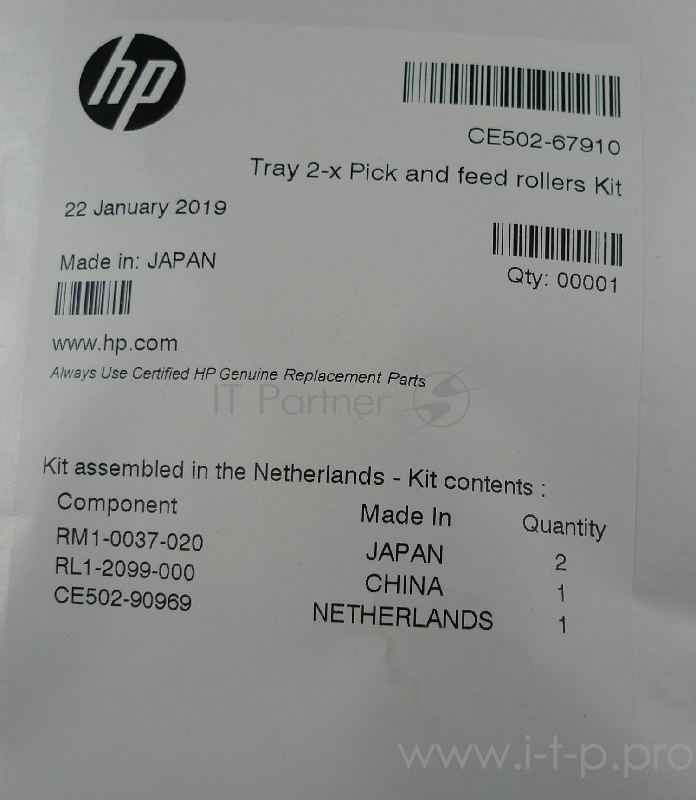 hp
CE502-67910
Tray 2-x Pick and feed rollers Kit
22 January 2019
Made in: JAPAN
Qty: 00001
www.hp.com
Always Use Certified HP Genuine Replacement Parts
IT Partner
Kit assembled in the Netherlands - Kit contents :
Component Made In Quantity
RM1-0037-020 JAPAN 2
RL1-2099-000 CHINA 1
CE502-90969 NETHERLANDS 1
www.i-t-p.pro